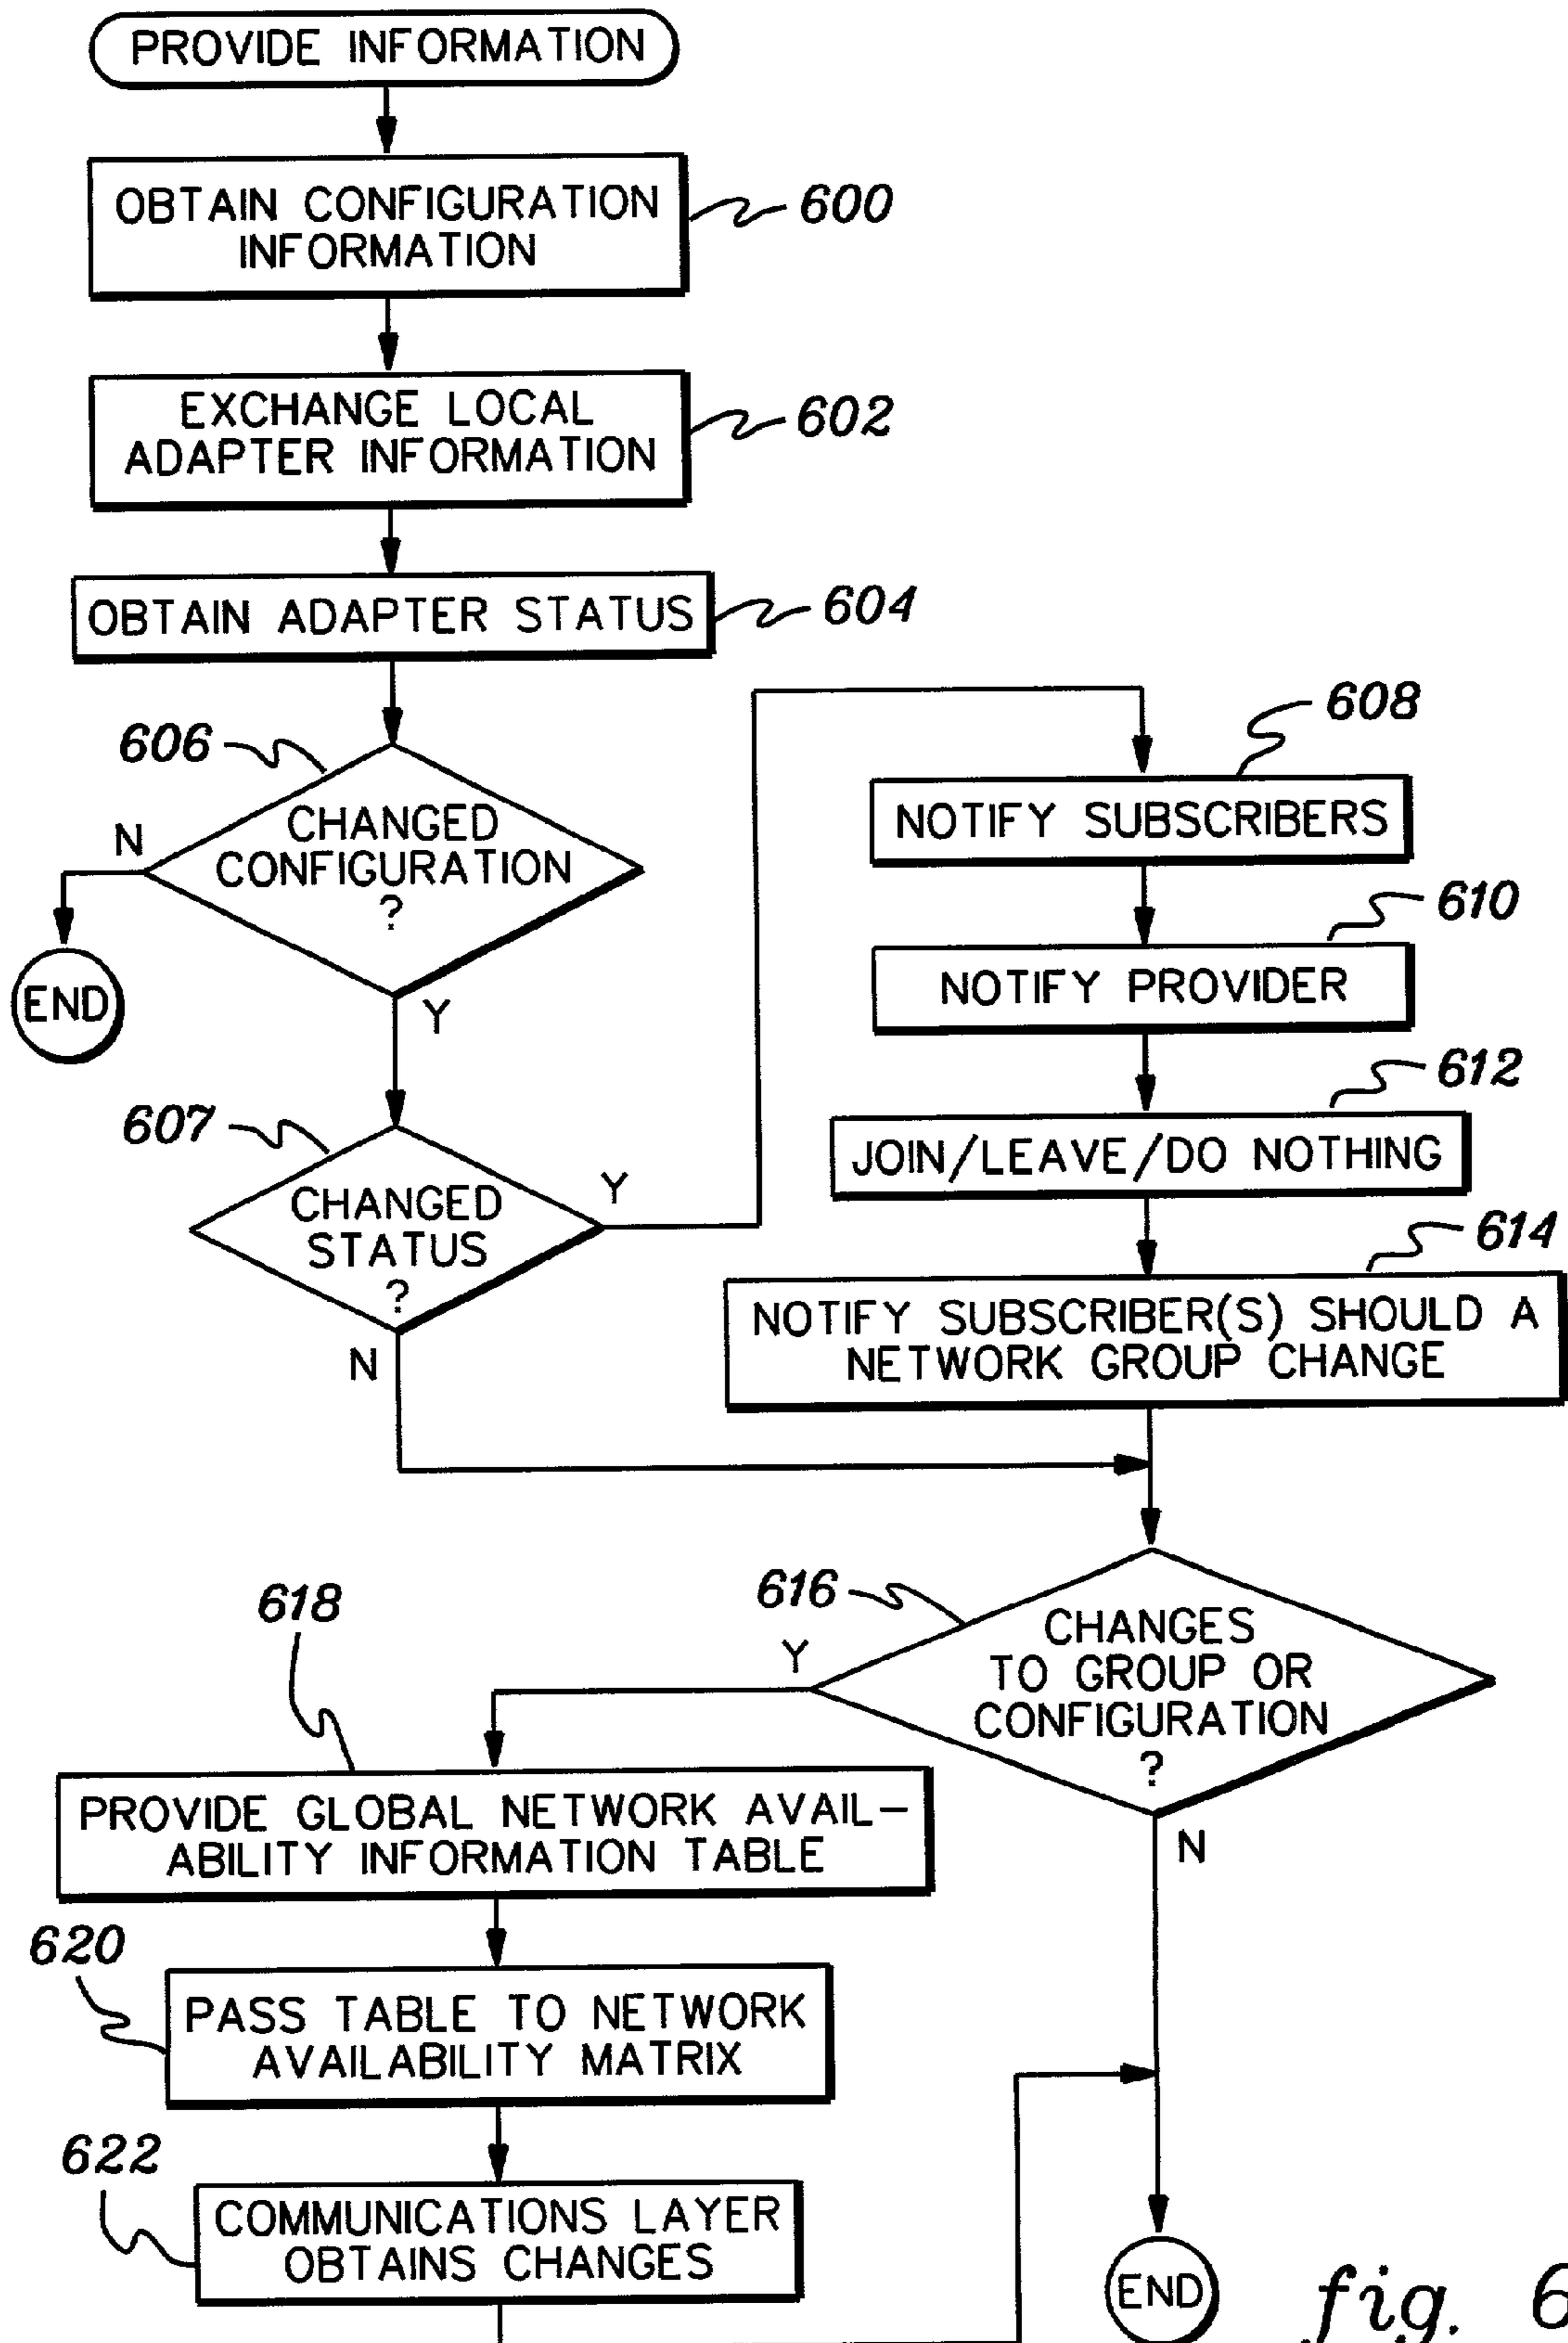 PROVIDE INFORMATION
OBTAIN CONFIGURATION
INFORMATION
600
EXCHANGE LOCAL
ADAPTER INFORMATION
602
OBTAIN ADAPTER STATUS
604
606
CHANGED
CONFIGURATION
?
N
END
Y
607
CHANGED
STATUS
?
Y
N
608
NOTIFY SUBSCRIBERS
610
NOTIFY PROVIDER
612
JOIN/LEAVE/DO NOTHING
614
NOTIFY SUBSCRIBER(S) SHOULD A
NETWORK GROUP CHANGE
616
CHANGES
TO GROUP OR
CONFIGURATION
?
Y
N
618
PROVIDE GLOBAL NETWORK AVAIL-
ABILITY INFORMATION TABLE
620
PASS TABLE TO NETWORK
AVAILABILITY MATRIX
622
COMMUNICATIONS LAYER
OBTAINS CHANGES
END
fig. 6